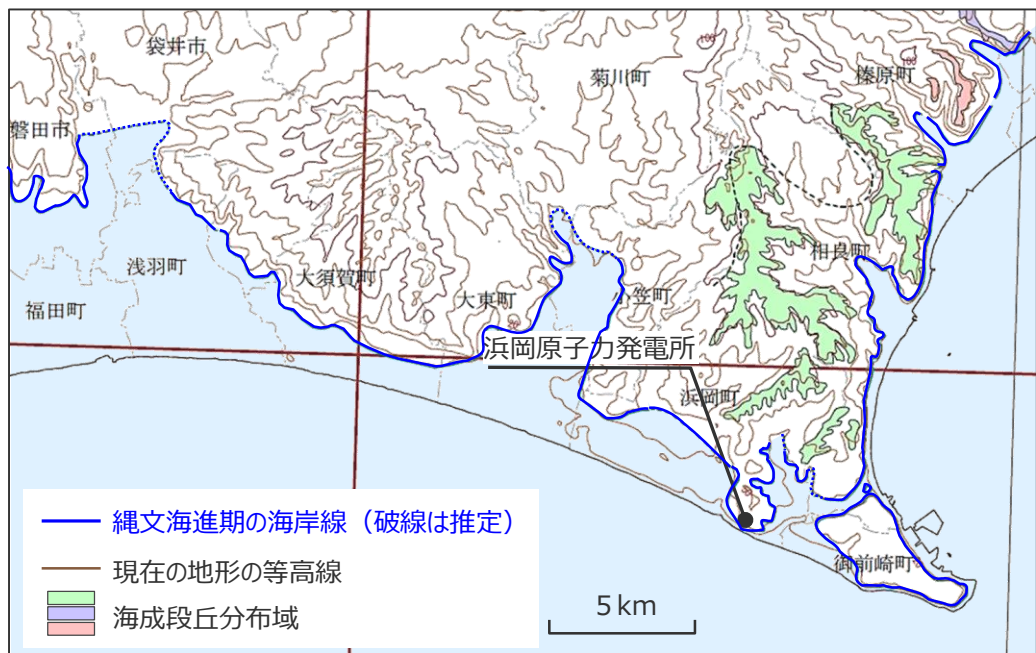 袋井市
菊川町
榛原町
磐田市
浅羽町
大須賀町
相良町
福田町
大東町
小笠町
浜岡原子力発電所
浜岡町
縄文海進期の海岸線（破線は推定）
現在の地形の等高線
海成段丘分布域
5 km
御前崎町